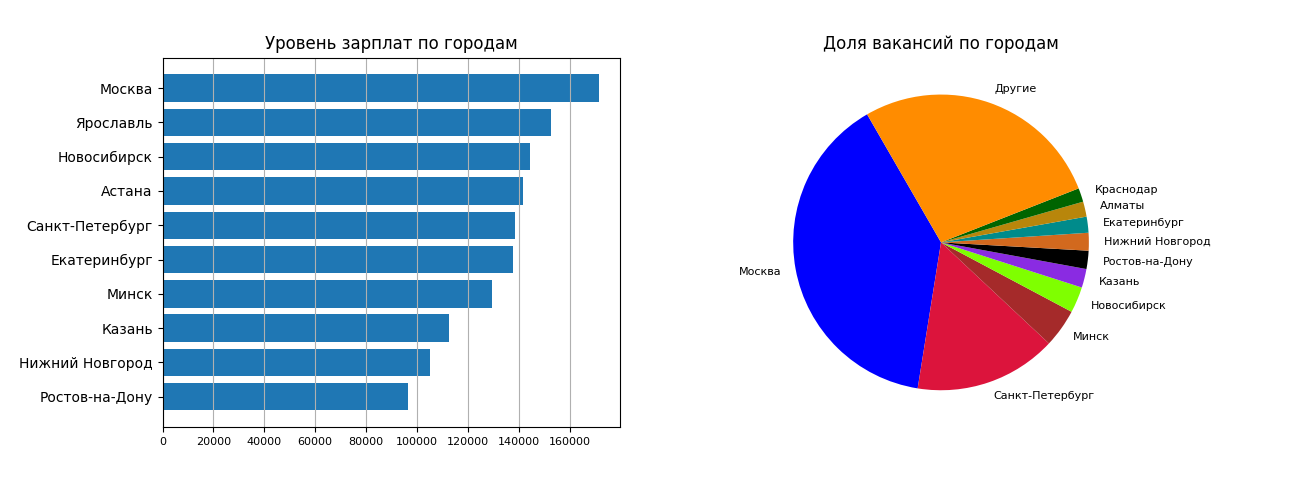 Уровень зарплат по городам
Москва
Ярославль
Новосибирск
Астана
Санкт-Петербург
Екатеринбург
Минск
Казань
Нижний Новгород
Ростов-на-Дону
0 20000 40000 60000 80000 100000 120000 140000 160000
Доля вакансий по городам
Другие
Краснодар
Алматы
Екатеринбург
Нижний Новгород
Ростов-на-Дону
Казань
Новосибирск
Минск
Санкт-Петербург
Москва